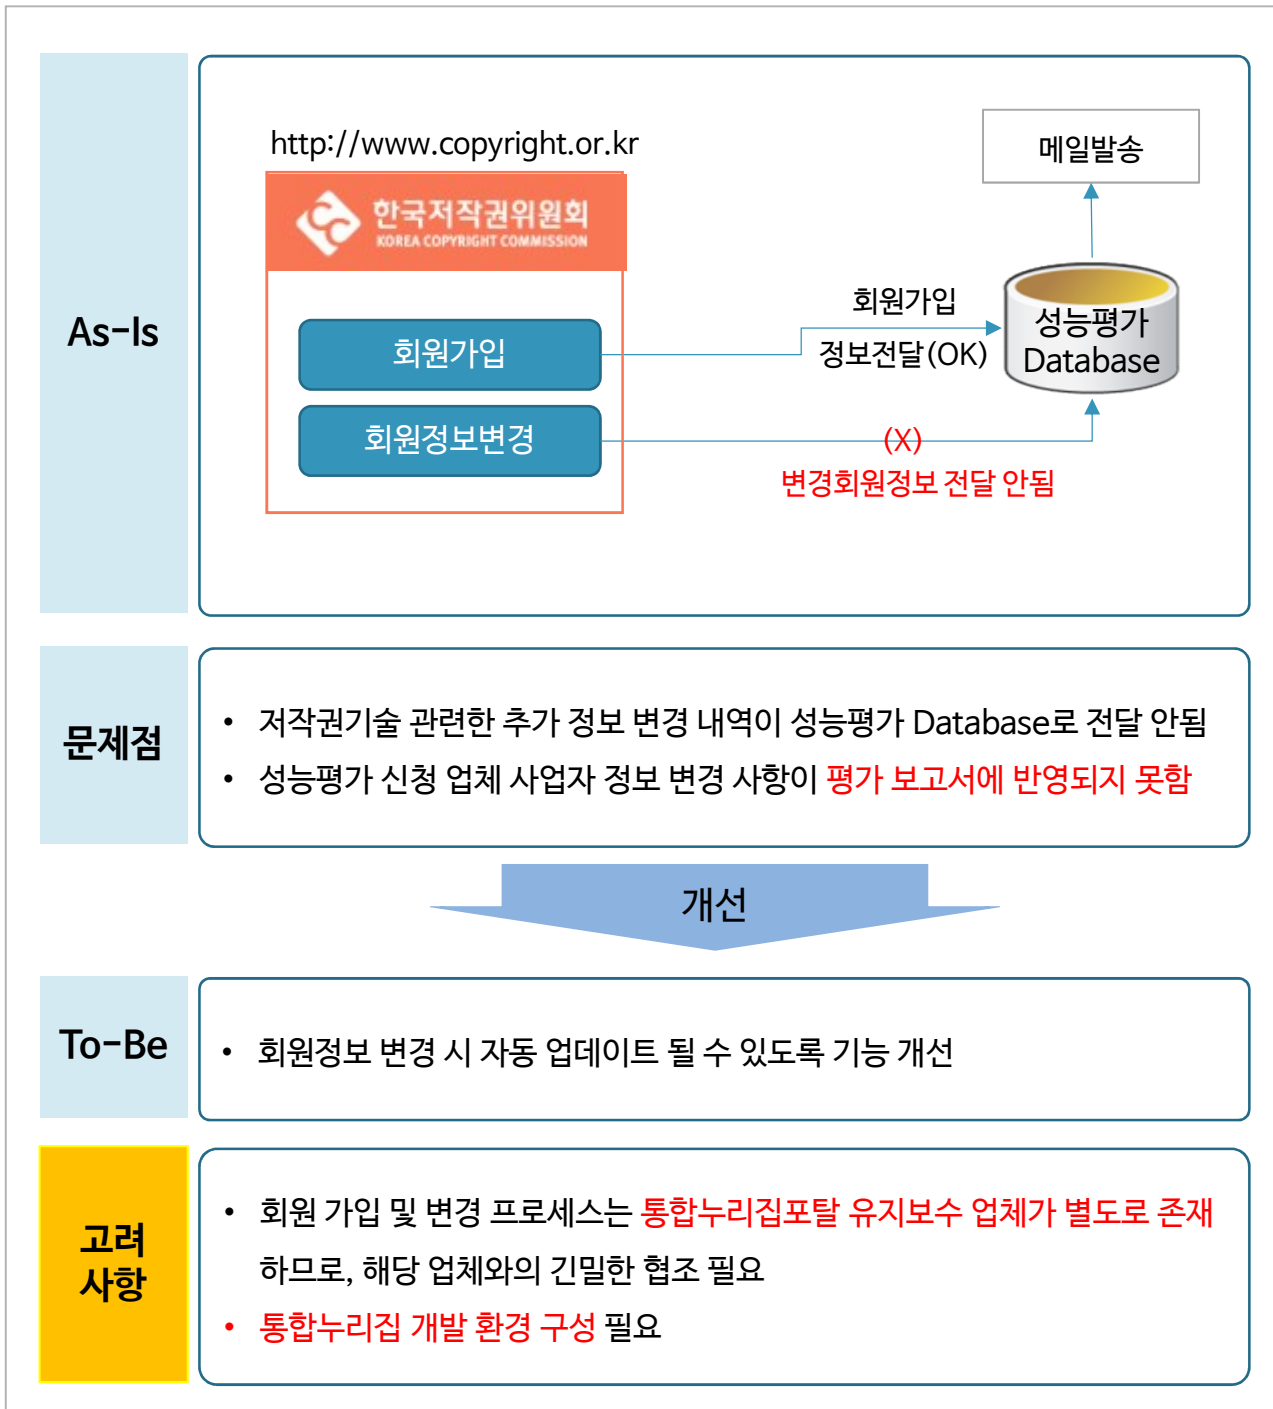 As-Is
http://www.copyright.or.kr
한국저작권위원회
KOREA COPYRIGHT COMMISSION
회원가입
회원정보변경
회원가입
정보전달(OK)
(X)
변경회원정보 전달 안됨
메일발송
성능평가
Database
문제점
• 저작권기술 관련한 추가 정보 변경 내역이 성능평가 Database로 전달 안됨
• 성능평가 신청 업체 사업자 정보 변경 사항이 평가 보고서에 반영되지 못함
개선
To-Be
• 회원정보 변경 시 자동 업데이트 될 수 있도록 기능 개선
고려
사항
• 회원 가입 및 변경 프로세스는 통합누리집포탈 유지보수 업체가 별도로 존재
하므로, 해당 업체와의 긴밀한 협조 필요
• 통합누리집 개발 환경 구성 필요